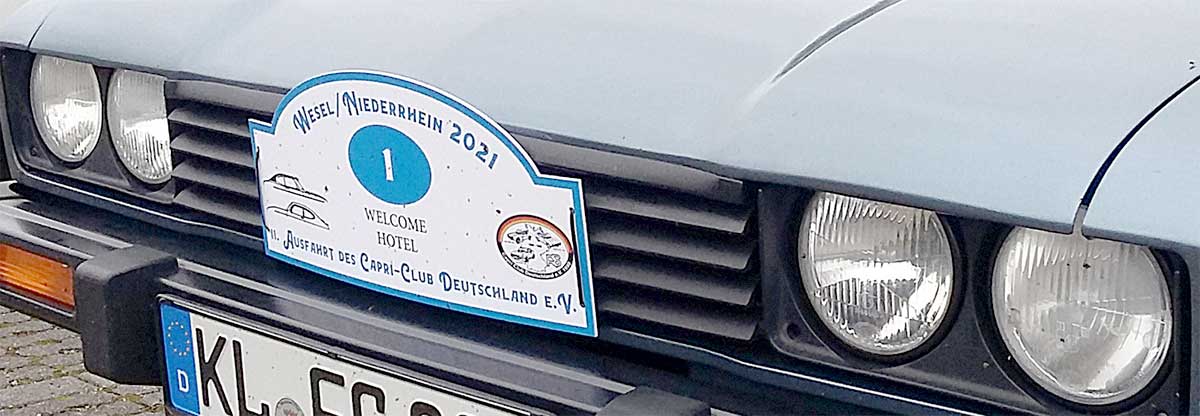 WESEL/NIEDERRHEIN 2021
1
WELCOME
HOTEL
11. AUSFAHRT DES CAPRI-CLUB DEUTSCHLAND E.V.
D
KL